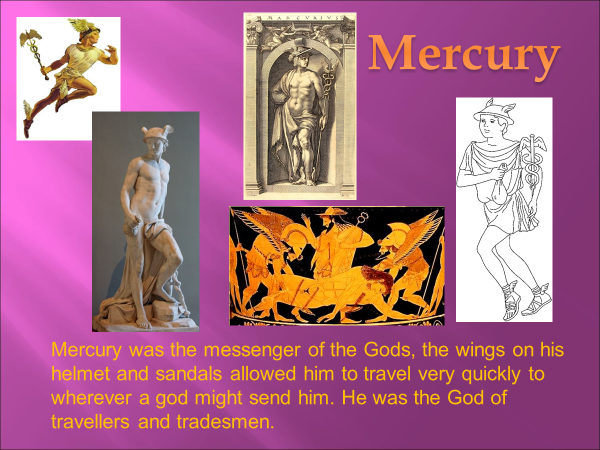 MARCVRIVS
Mercury
Mercury was the messenger of the Gods, the wings on his
helmet and sandals allowed him to travel very quickly to
wherever a god might send him. He was the God of
travellers and tradesmen.